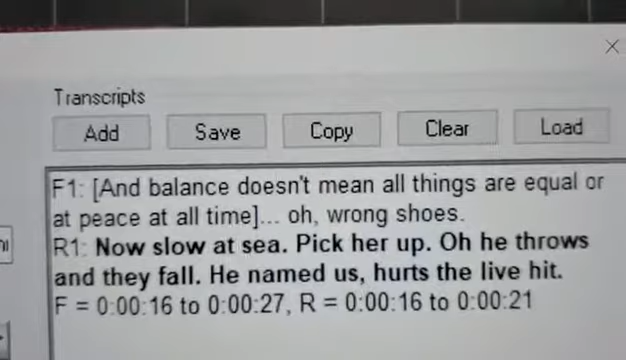 Transcripts
Add Save Copy Clear Load
F1: [And balance doesn't mean all things are equal or
at peace at all time]... oh, wrong shoes.
R1: Now slow at sea. Pick her up. Oh he throws
and they fall. He named us, hurts the live hit.
F = 0:00:16 to 0:00:27, R = 0:00:16 to 0:00:21